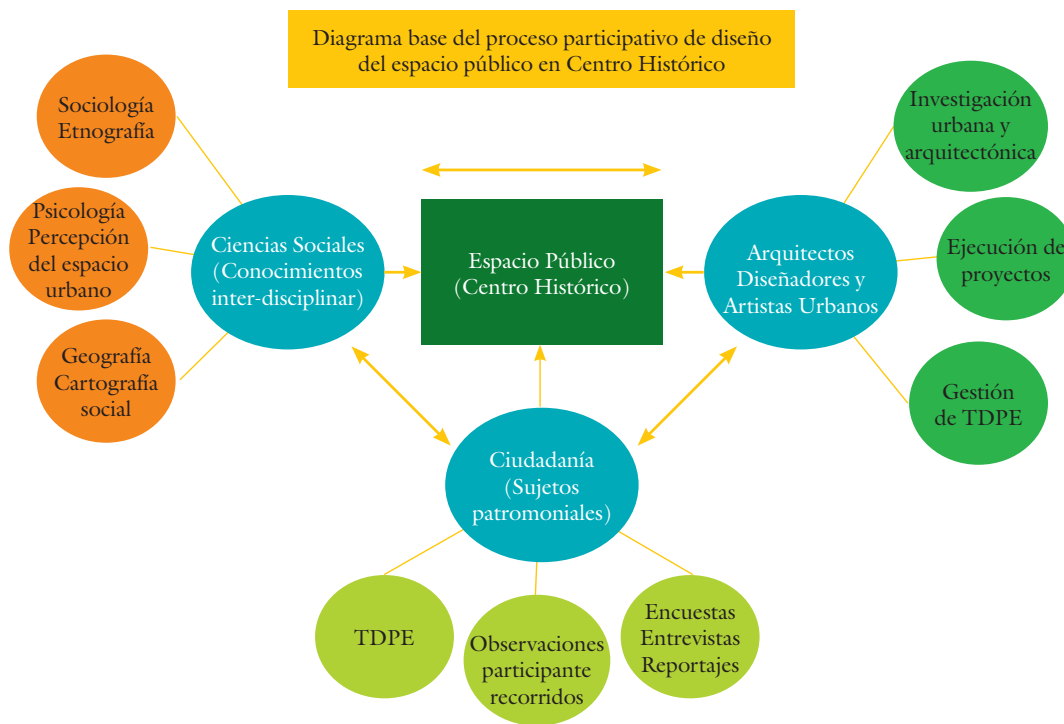 Diagrama base del proceso participativo de diseño
del espacio público en Centro Histórico
Sociología
Etnografía
Psicología
Percepción
del espacio
urbano
Geografía
Cartografía
social
Ciencias Sociales
(Conocimientos
inter-disciplinar)
Espacio Público
(Centro Histórico)
Arquitectos
Diseñadores y
Artistas Urbanos
Investigación
urbana y
arquitectónica
Ejecución de
proyectos
Gestión
de TDPE
Ciudadanía
(Sujetos
patromoniales)
TDPE
Observaciones
participante
recorridos
Encuestas
Entrevistas
Reportajes